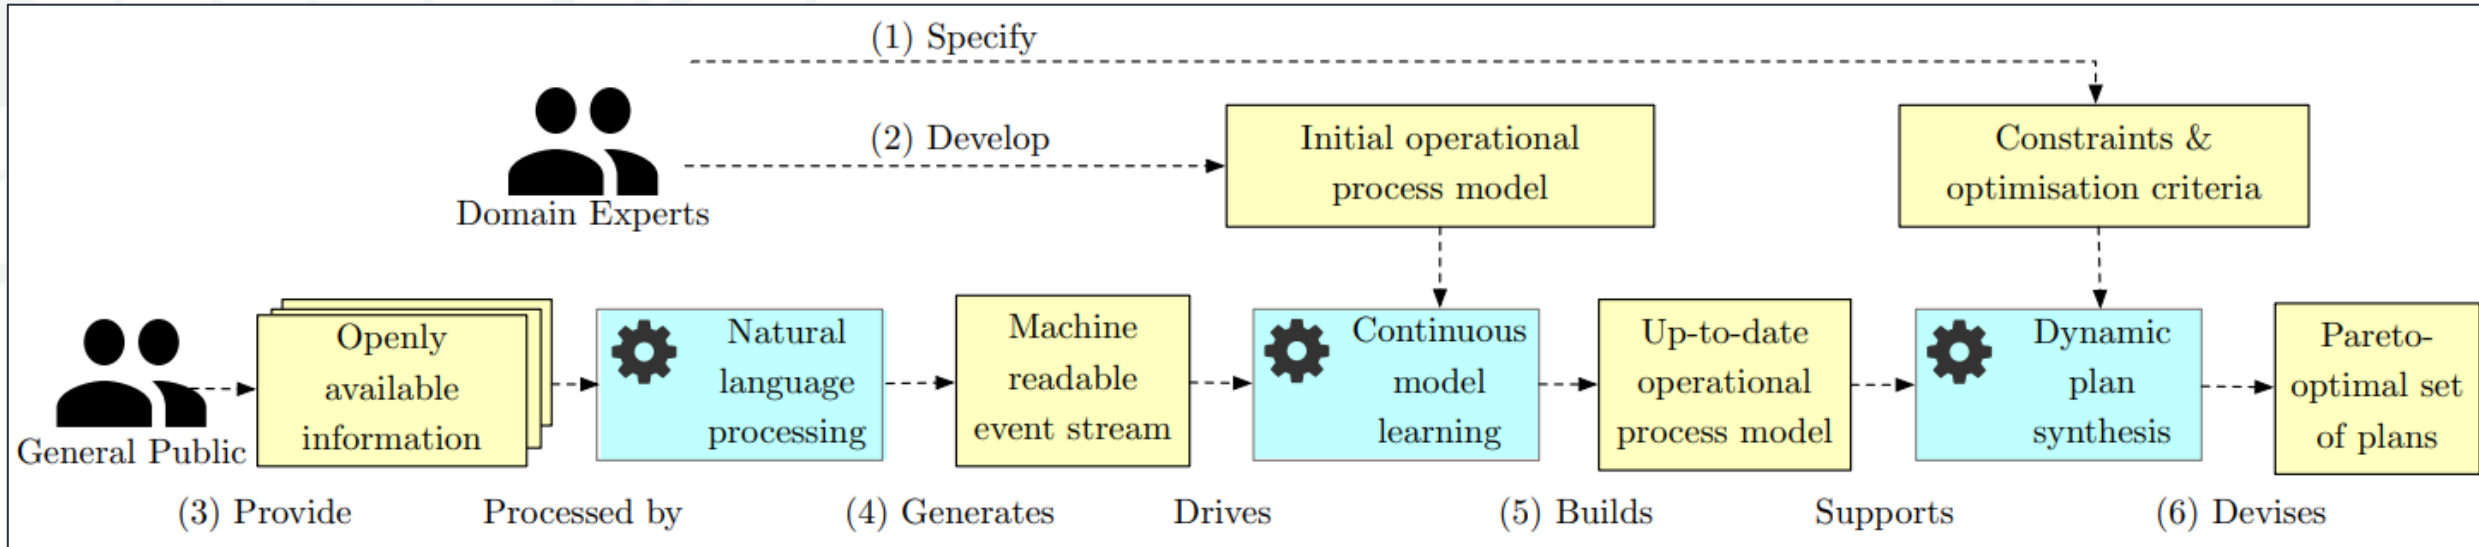 (1) Specify
(2) Develop
Domain Experts
Initial operational
process model
Constraints &
optimisation criteria
General Public
Openly
available
information
Natural
language
processing
Machine
readable
event stream
Continuous
model
learning
Up-to-date
operational
process model
Dynamic
plan
synthesis
Pareto-
optimal set
of plans
(3) Provide
Processed by
(4) Generates
Drives
(5) Builds
Supports
(6) Devises